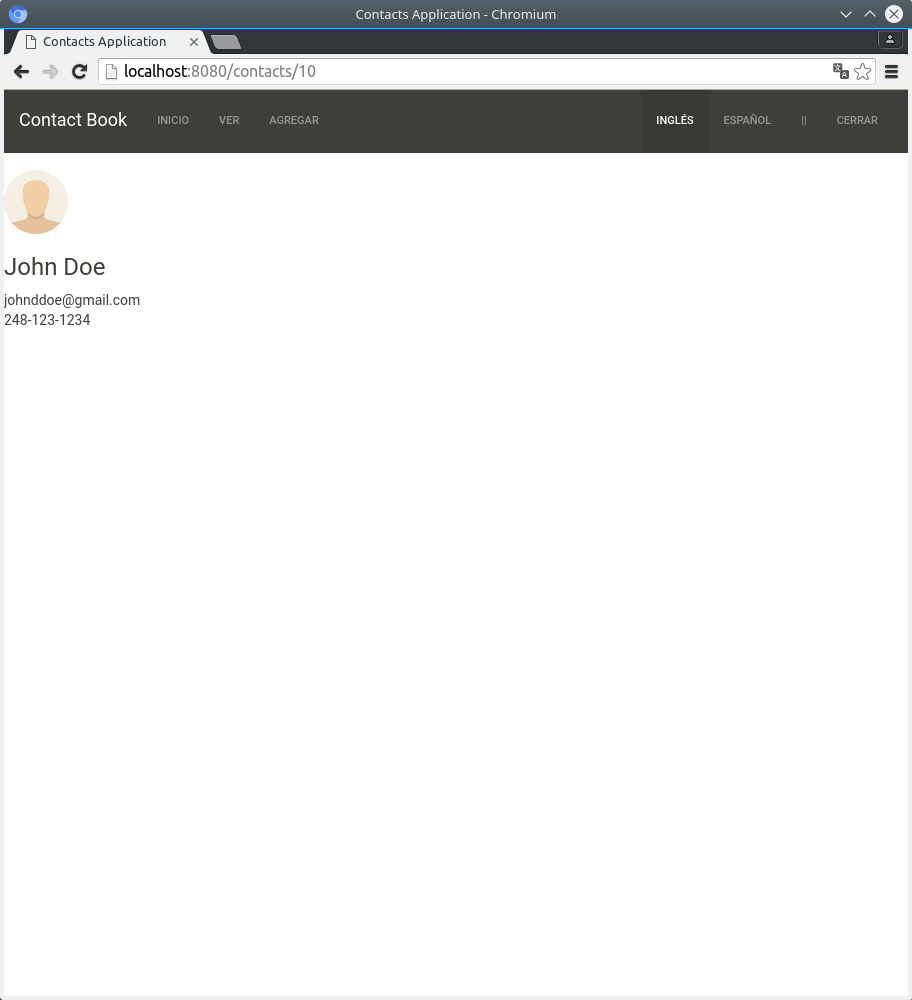 Contacts Application - Chromium
Contacts Application
localhost:8080/contacts/10
Contact Book INICIO VER AGREGAR INGLÉS ESPAÑOL || CERRAR
John Doe
johnddoe@gmail.com
248-123-1234